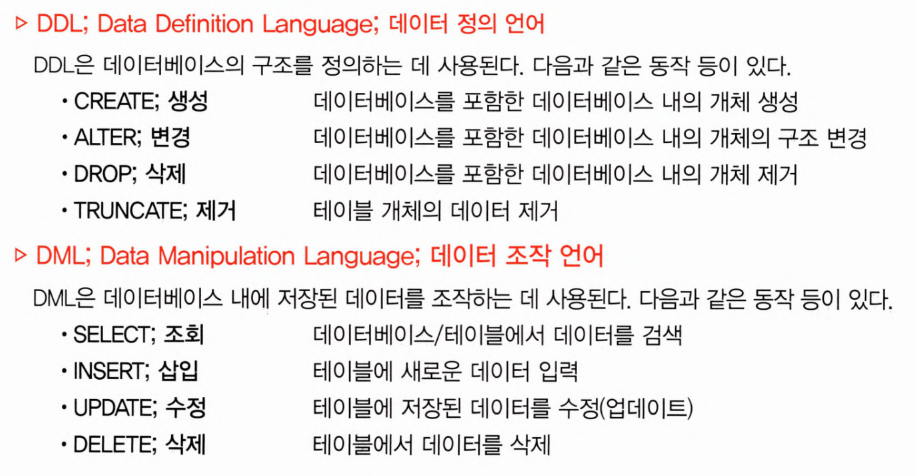 ▷ DDL; Data Definition Language; 데이터 정의 언어
DDL은 데이터베이스의 구조를 정의하는 데 사용된다. 다음과 같은 동작 등이 있다.
• CREATE; 생성 데이터베이스를 포함한 데이터베이스 내의 개체 생성
• ALTER; 변경 데이터베이스를 포함한 데이터베이스 내의 개체의 구조 변경
• DROP; 삭제 데이터베이스를 포함한 데이터베이스 내의 개체 제거
• TRUNCATE; 제거 테이블 개체의 데이터 제거
▷ DML; Data Manipulation Language; 데이터 조작 언어
DML은 데이터베이스 내에 저장된 데이터를 조작하는 데 사용된다. 다음과 같은 동작 등이 있다.
• SELECT; 조회 데이터베이스/테이블에서 데이터를 검색
• INSERT; 삽입 테이블에 새로운 데이터 입력
• UPDATE; 수정 테이블에 저장된 데이터를 수정(업데이트)
• DELETE; 삭제 테이블에서 데이터를 삭제